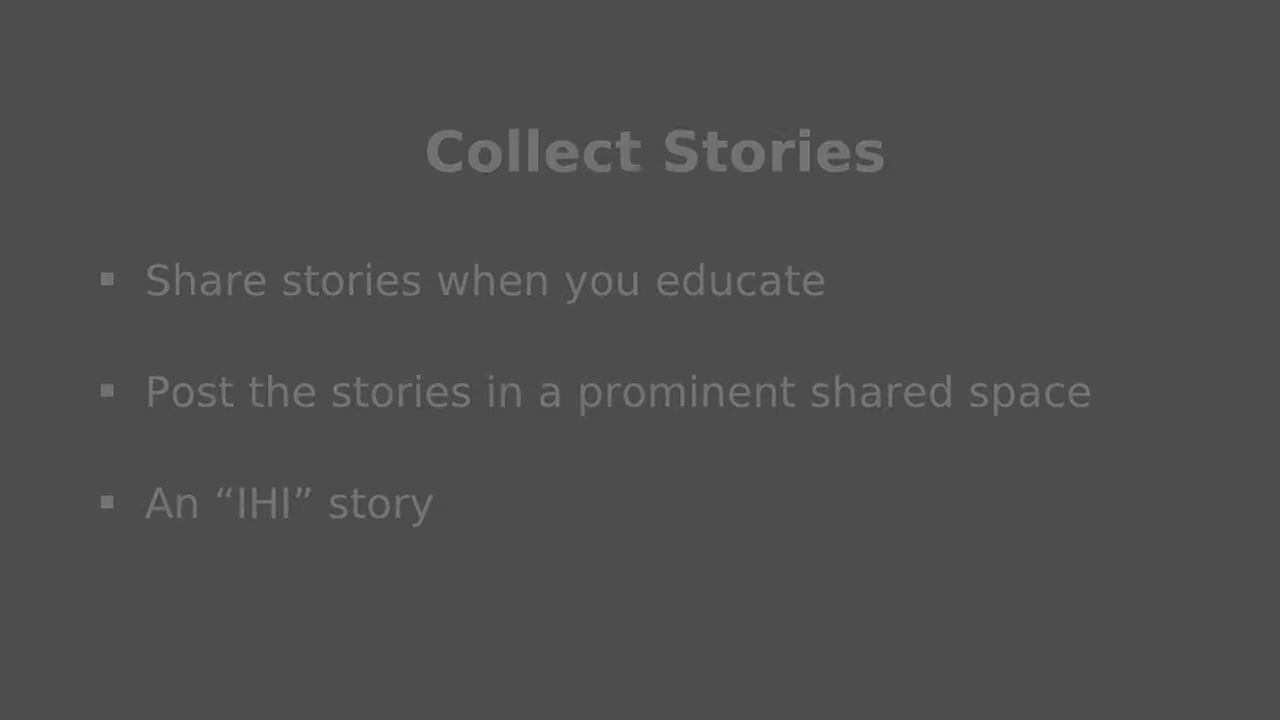 Collect Stories
▪ Share stories when you educate
▪ Post the stories in a prominent shared space
▪ An “IHI” story